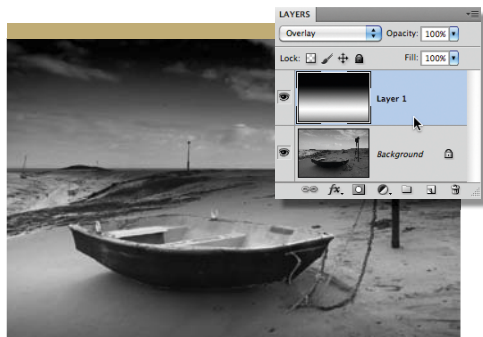 LAYERS
Overlay Opacity: 100%
Lock: Fill: 100%
Layer 1
Background
fx.